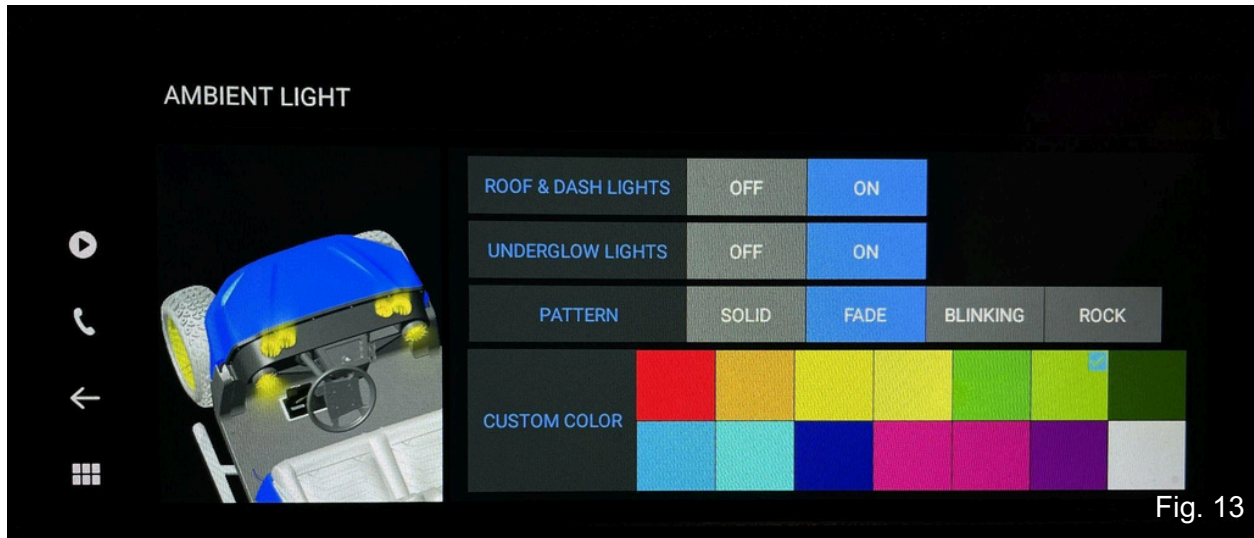 AMBIENT LIGHT
ROOF & DASH LIGHTS OFF ON
UNDERGLOW LIGHTS OFF ON
PATTERN SOLID FADE BLINKING ROCK
CUSTOM COLOR
Fig. 13